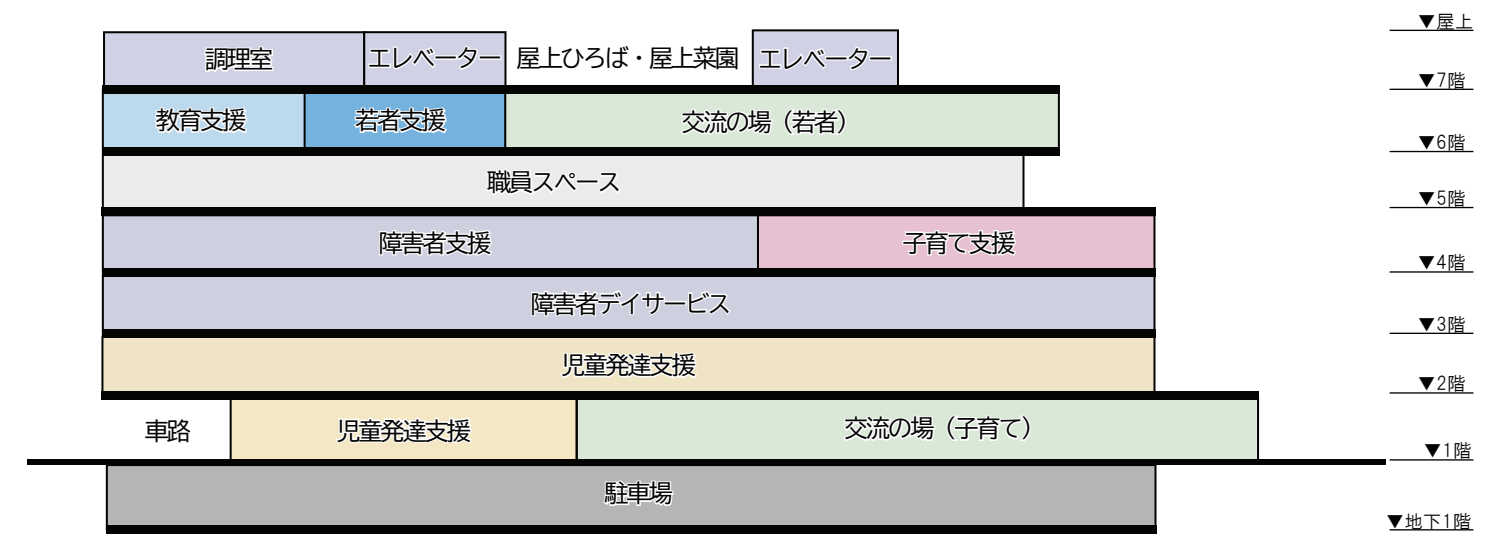 ▼屋上
調理室 エレベーター 屋上ひろば・屋上菜園 エレベーター
▼7階
教育支援 若者支援 交流の場（若者）
▼6階
職員スペース
▼5階
障害者支援 子育て支援
▼4階
障害者デイサービス
▼3階
児童発達支援
▼2階
車路 児童発達支援 交流の場（子育て）
▼1階
駐車場
▼地下1階